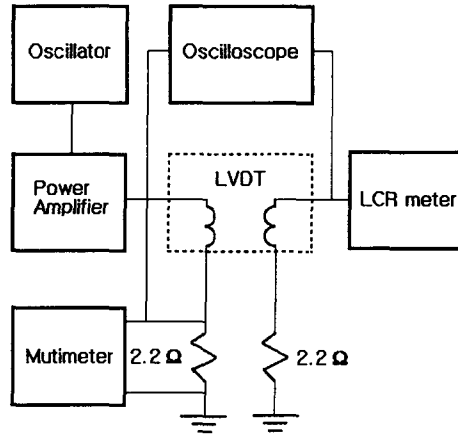 Oscillator
Oscilloscope
LVDT
Power
Amplifier
LCR meter
Mutimeter
2.2 Ω
2.2 Ω